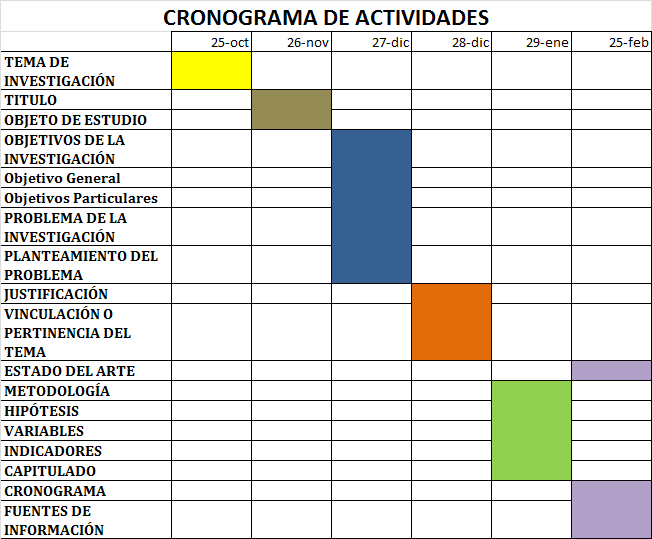 CRONOGRAMA DE ACTIVIDADES
25-oct 26-nov 27-dic 28-dic 29-ene 25-feb
TEMA DE
INVESTIGACIÓN
TITULO
OBJETO DE ESTUDIO
OBJETIVOS DE LA
INVESTIGACIÓN
Objetivo General
Objetivos Particulares
PROBLEMA DE LA
INVESTIGACIÓN
PLANTEAMIENTO DEL
PROBLEMA
JUSTIFICACIÓN
VINCULACIÓN O
PERTINENCIA DEL
TEMA
ESTADO DEL ARTE
METODOLOGÍA
HIPÓTESIS
VARIABLES
INDICADORES
CAPITULADO
CRONOGRAMA
FUENTES DE
INFORMACIÓN